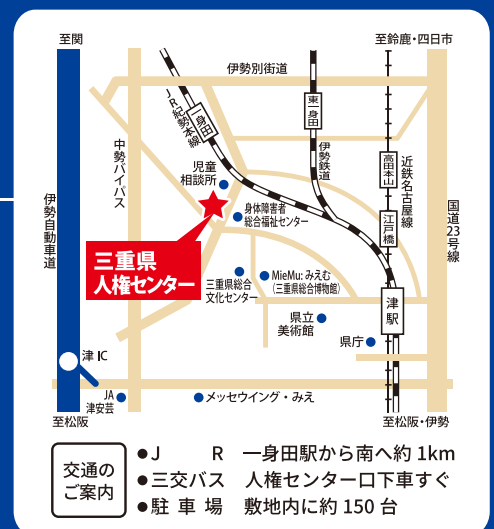 至関
至鈴鹿・四日市
伊勢別街道
JR紀勢本線
一身田
東一身田
伊勢鉄道
中勢バイパス
伊勢自動車道
児童
相談所
高田本山
近鉄名古屋線
国道23号線
身体障害者
総合福祉センター
江戸橋
三重県
人権センター
三重県総合
文化センター
MieMu:みえむ
(三重県総合博物館)
津駅
県立
美術館
県庁
津 IC
JA
津安芸
メッセウイング・みえ
至松阪
至松阪・伊勢
交通の
ご案内
●J R 一身田駅から南へ約1km
●三交バス 人権センター口下車すぐ
●駐車場 敷地内に約150台